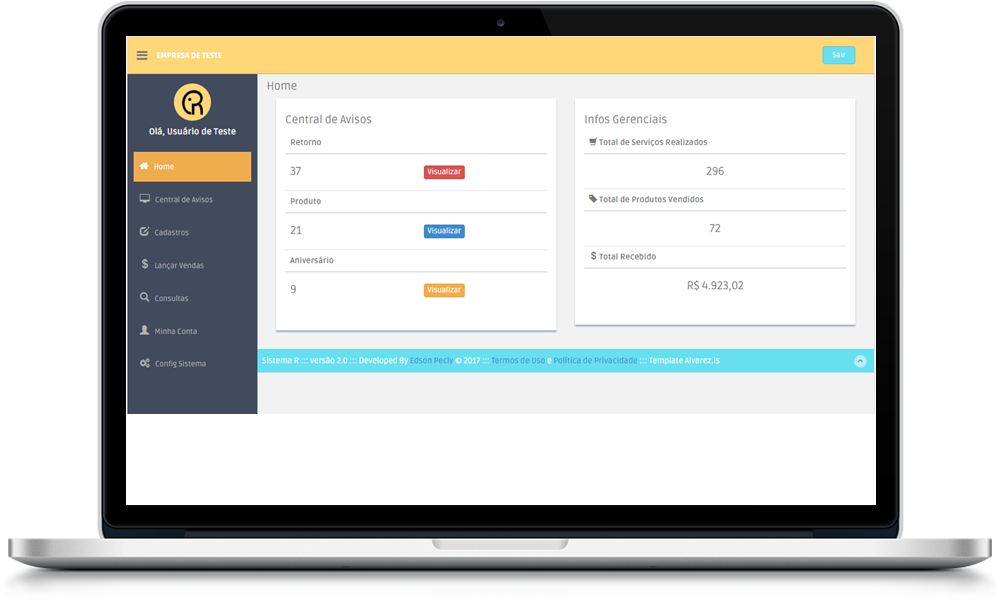 EMPRESA DE TESTE
Sair
Olá, Usuário de Teste
Home
Central de Avisos
Cadastros
Lançar Vendas
Consultas
Minha Conta
Config Sistema
Home
Central de Avisos
Retorno
37 Visualizar
Produto
21 Visualizar
Aniversário
9 Visualizar
Infos Gerenciais
Total de Serviços Realizados
296
Total de Produtos Vendidos
72
$ Total Recebido
R$ 4.923,02
Sistema R ::: versão 2.0 ::: Developed By Edson Pecly © 2017 ::: Termos de Uso e Política de Privacidade ::: Template Alvarez.Is